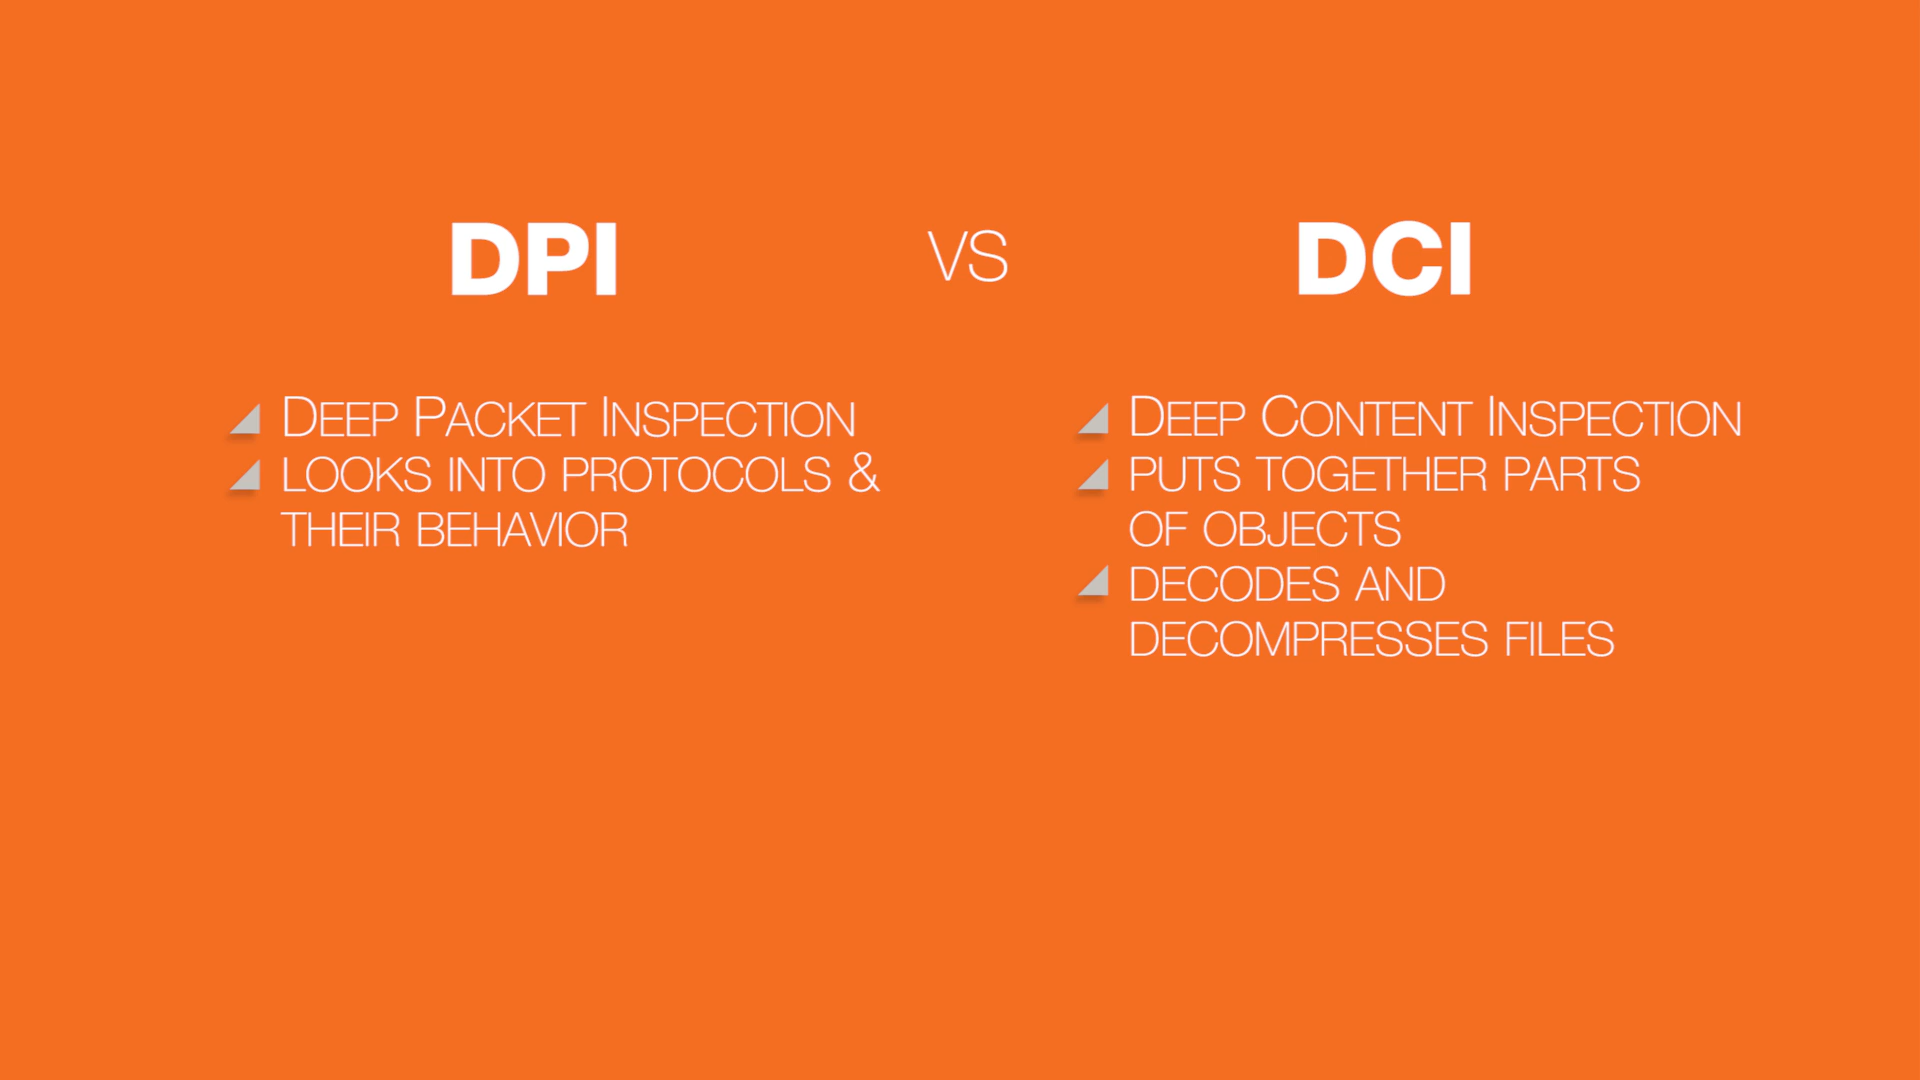 DPI
VS
DCI
DEEP PACKET INSPECTION
LOOKS INTO PROTOCOLS &
THEIR BEHAVIOR
DEEP CONTENT INSPECTION
PUTS TOGETHER PARTS
OF OBJECTS
DECODES AND
DECOMPRESSES FILES